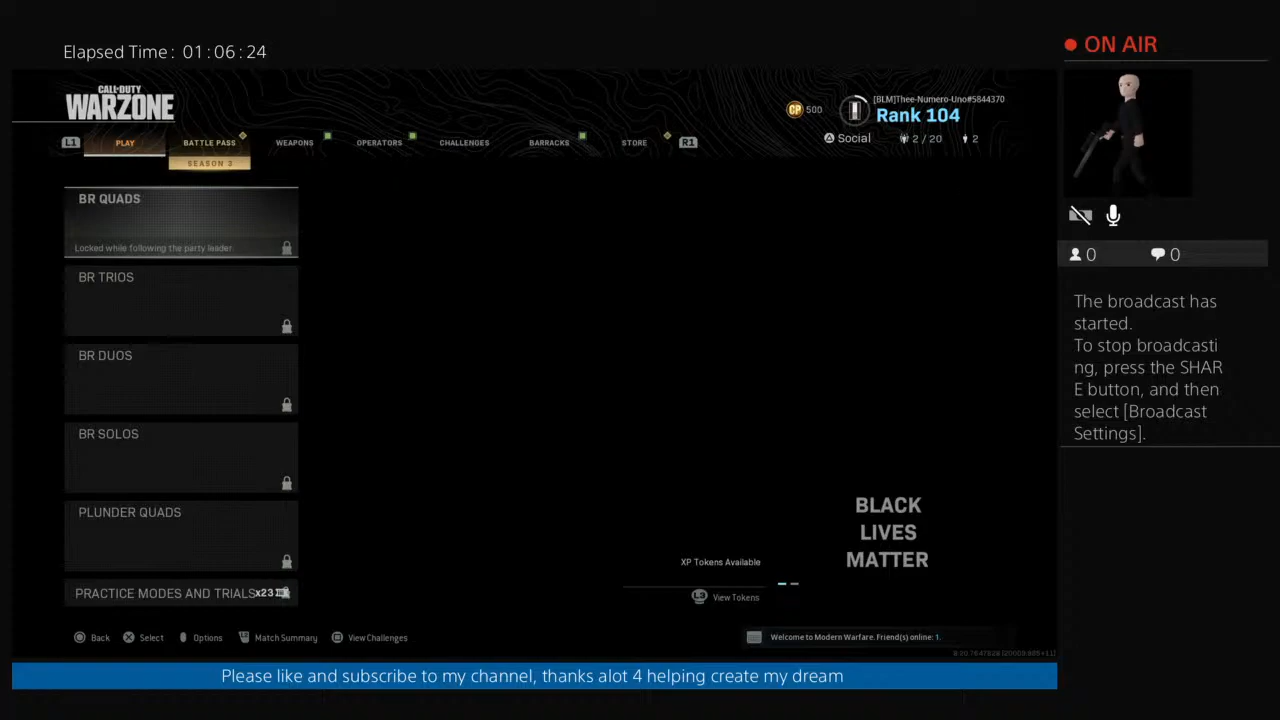 Elapsed Time: 01:06:24
ON AIR
CALL·DUTY
WARZONE
CP 500
[BLM]Thee-Numero-Uno#5844370
Rank 104
Social 2 / 20 2
L1 PLAY BATTLE PASS WEAPONS OPERATORS CHALLENGES BARRACKS STORE R1
SEASON 3
BR QUADS
Locked while following the party leader.
BR TRIOS
BR DUOS
BR SOLOS
PLUNDER QUADS
PRACTICE MODES AND TRIALS
BLACK
LIVES
MATTER
XP Tokens Available
L3 View Tokens
Back Select Options Match Summary View Challenges
Welcome to Modern Warfare. Friend(s) online: 1.
Please like and subscribe to my channel, thanks alot 4 helping create my dream
0 0
The broadcast has
started.
To stop broadcasti
ng, press the SHAR
E button, and then
select [Broadcast
Settings].